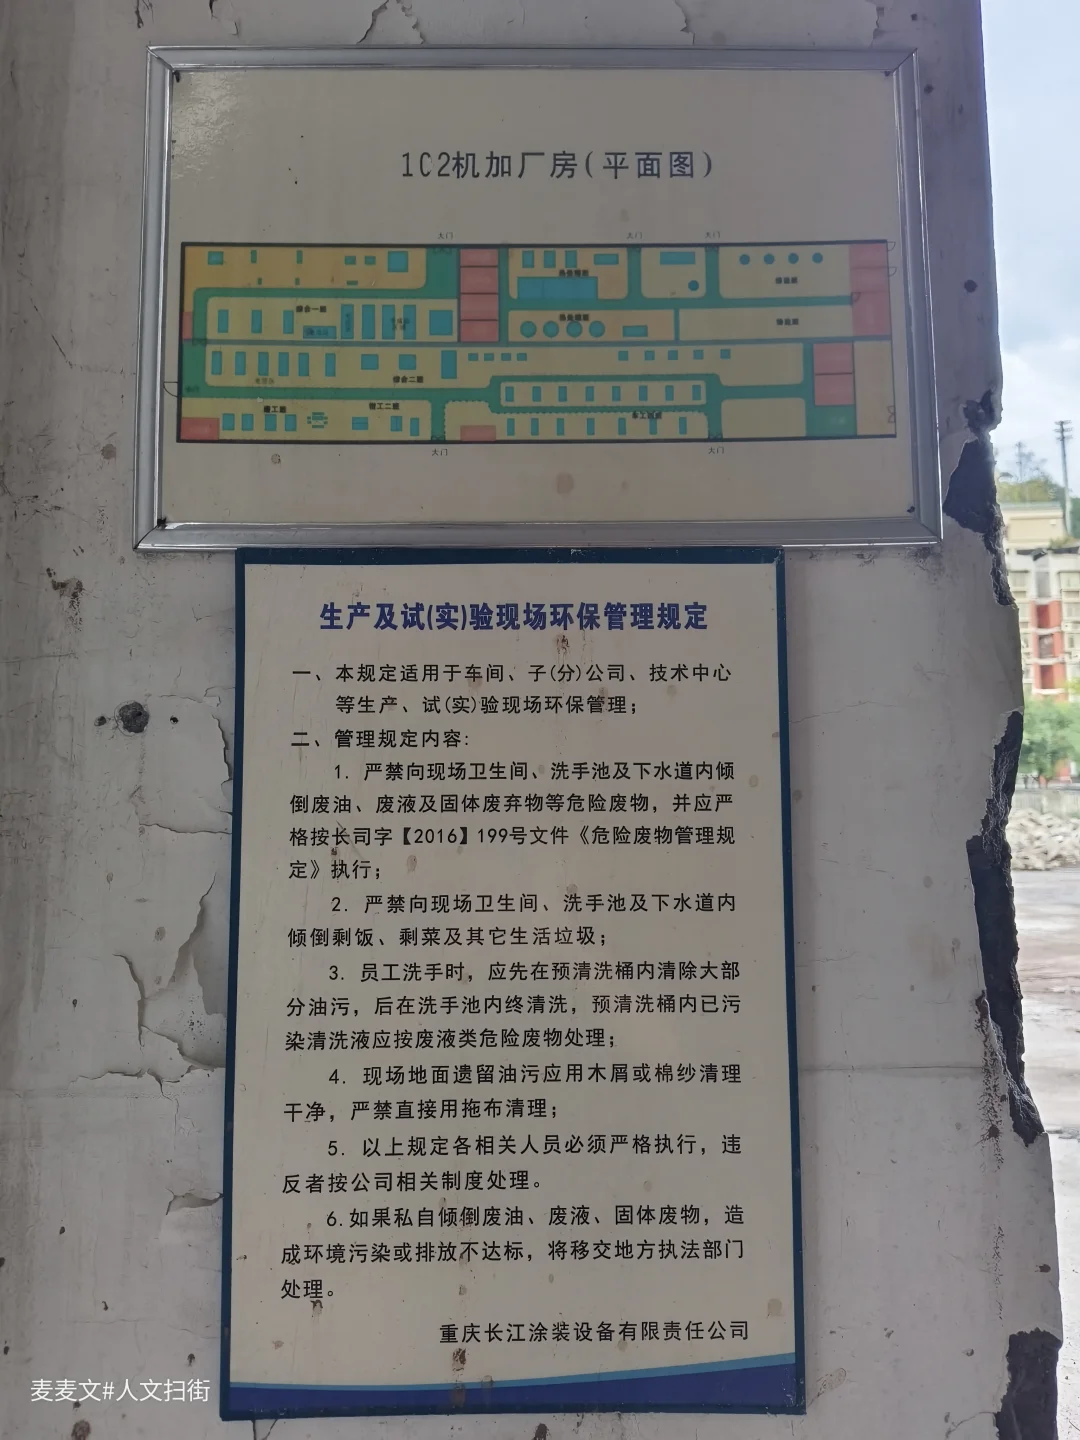 1C2机加厂房(平面图)
大门
大门
大门
综合一班
综合二班
钳工二班
大门
大门
生产及试(实)验现场环保管理规定
一、本规定适用于车间、子(分)公司、技术中心
等生产、试(实)验现场环保管理；
二、管理规定内容：
1. 严禁向现场卫生间、洗手池及下水道内倾
倒废油、废液及固体废弃物等危险废物，并应严
格按长司字【2016】199号文件《危险废物管理规
定》执行；
2. 严禁向现场卫生间、洗手池及下水道内
倾倒剩饭、剩菜及其它生活垃圾；
3. 员工洗手时，应先在预清洗桶内清除大部
分油污，后在洗手池内终清洗，预清洗桶内已污
染清洗液应按废液类危险废物处理；
4. 现场地面遗留油污应用木屑或棉纱清理
干净，严禁直接用拖布清理；
5. 以上规定各相关人员必须严格执行，违
反者按公司相关制度处理。
6.如果私自倾倒废油、废液、固体废物，造
成环境污染或排放不达标，将移交地方执法部门
处理。
重庆长江涂装设备有限责任公司
麦麦文#人文扫街